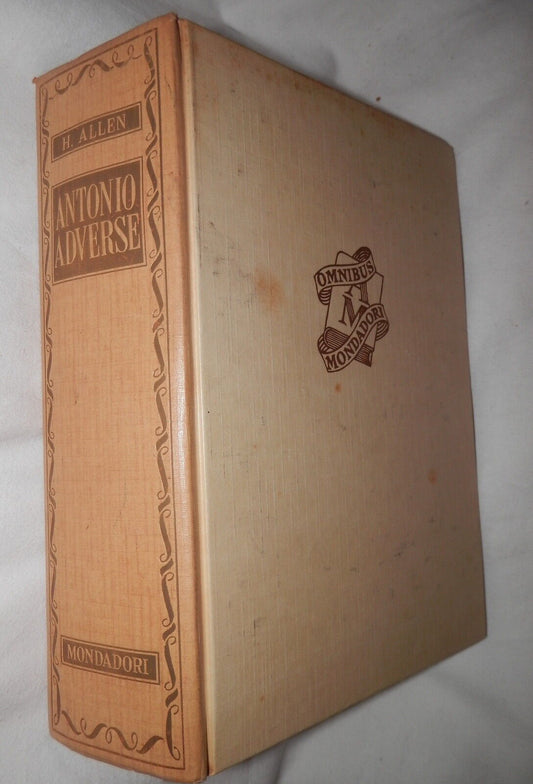 H. ALLEN
ANTONIO
ADVERSE
MONDADORI
OMNIBUS
M
MONDADORI